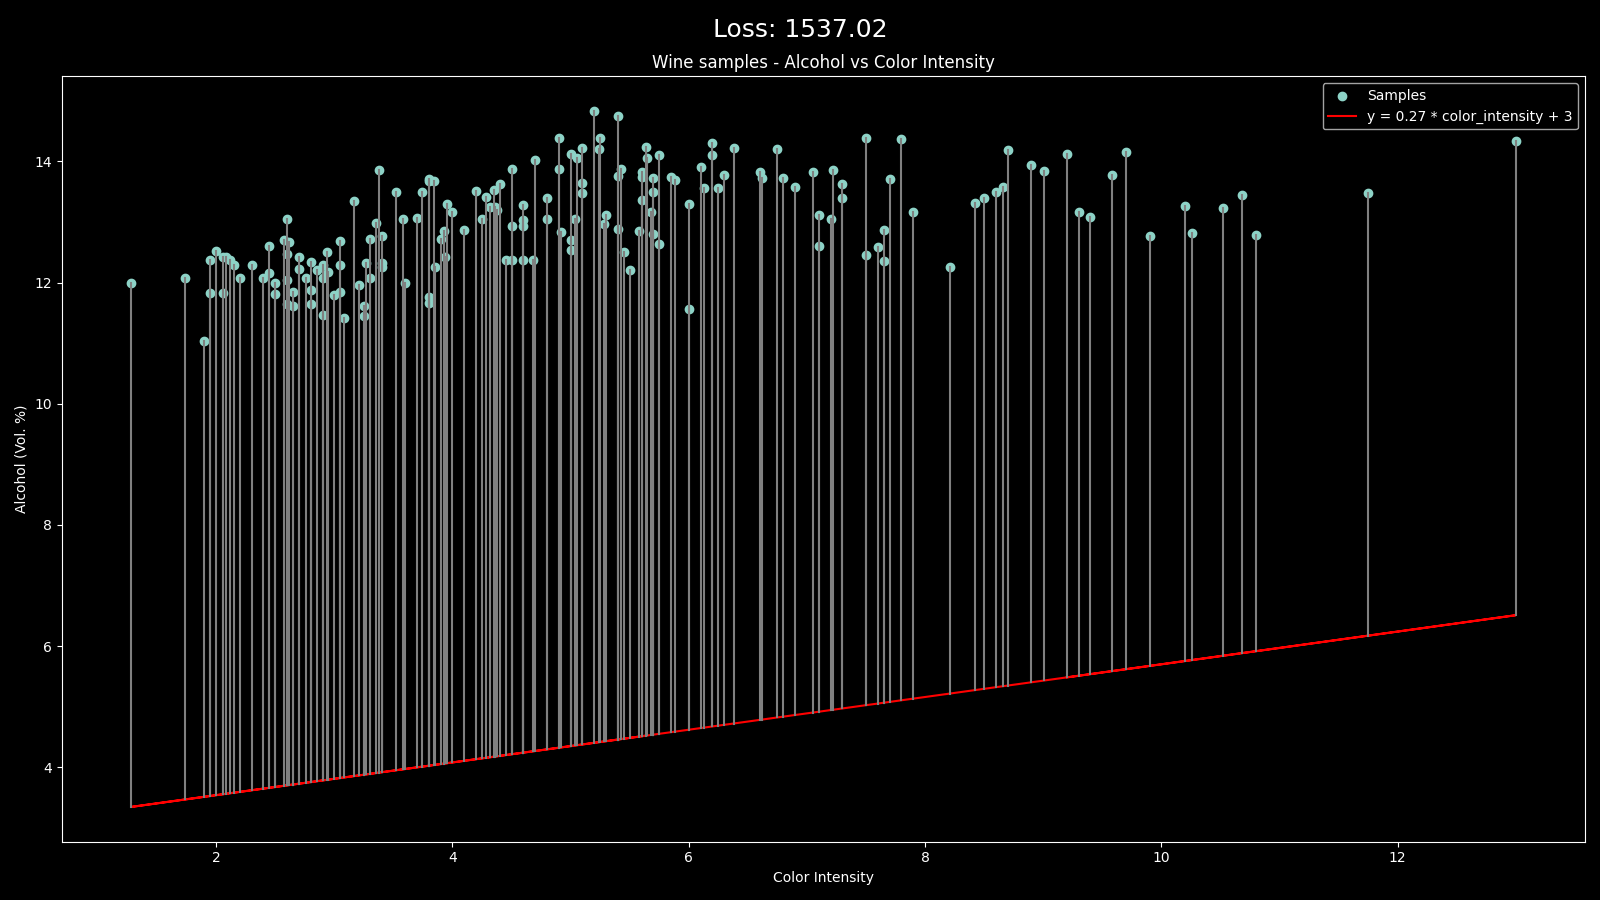 Loss: 1537.02
Wine samples - Alcohol vs Color Intensity
Samples
y = 0.27 * color_intensity + 3
14
12
10
8
6
4
Alcohol (Vol. %)
2 4 6 8 10 12
Color Intensity